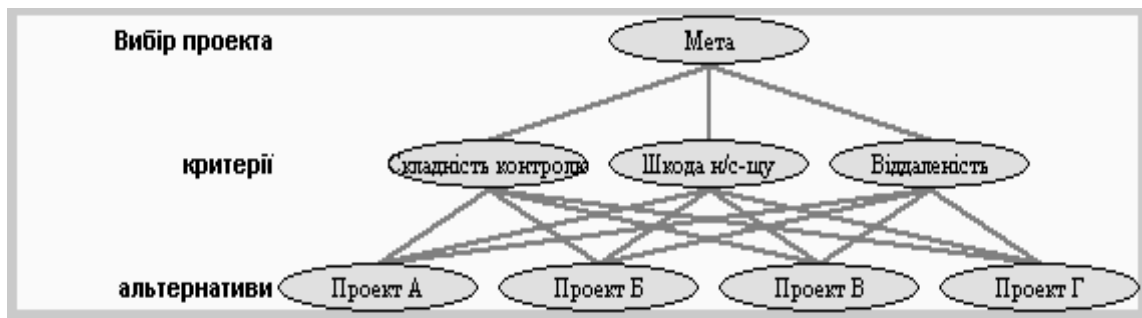 Вибір проекта
Мета
критерії
Складність контролю
Шкода н/с-щу
Віддаленість
альтернативи
Проект А
Проект Б
Проект В
Проект Г